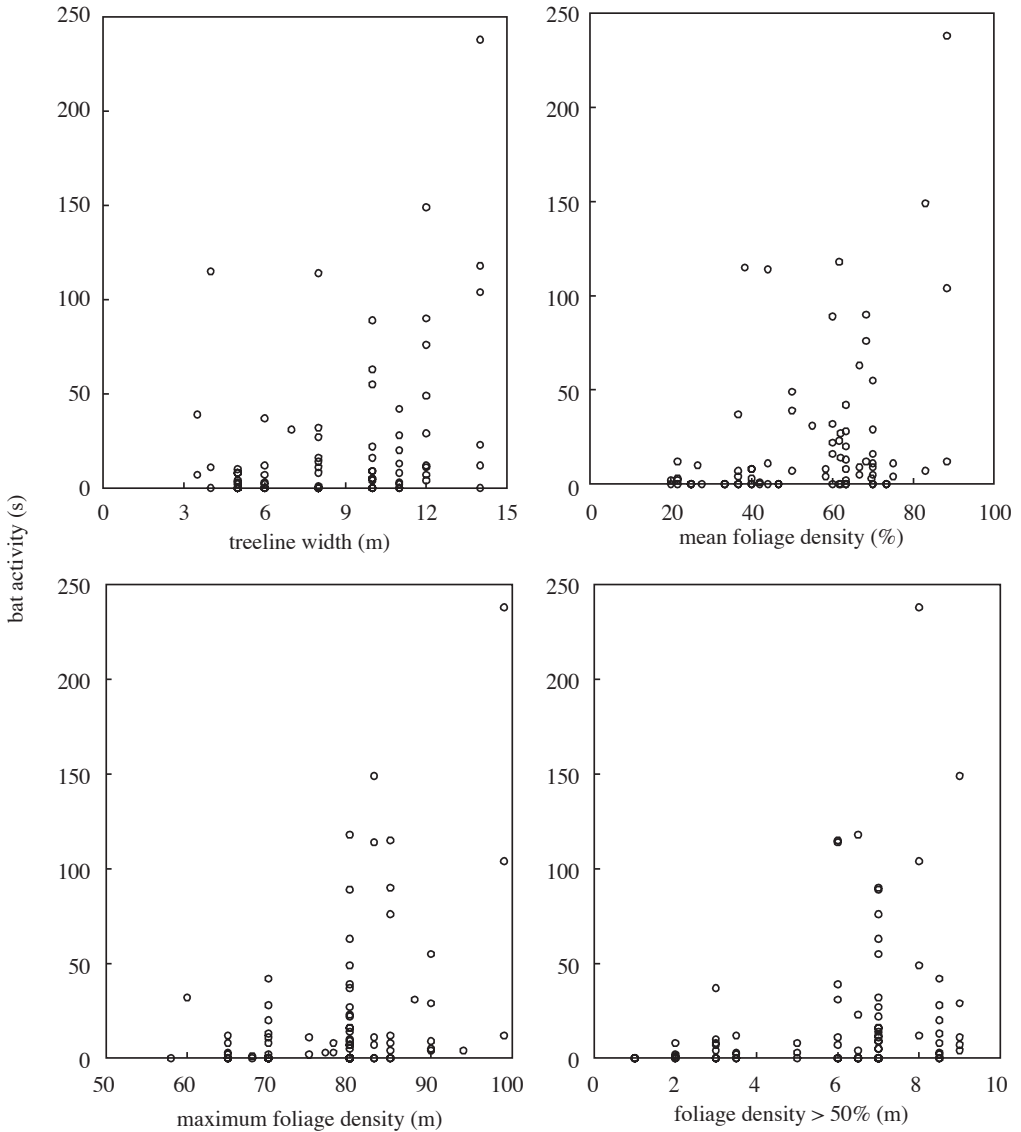 250
200
150
100
50
0
0 3 6 9 12 15
treeline width (m)
250
200
150
100
50
0
0 20 40 60 80 100
mean foliage density (%)
bat activity (s)
250
200
150
100
50
0
50 60 70 80 90 100
maximum foliage density (m)
250
200
150
100
50
0
0 2 4 6 8 10
foliage density > 50% (m)